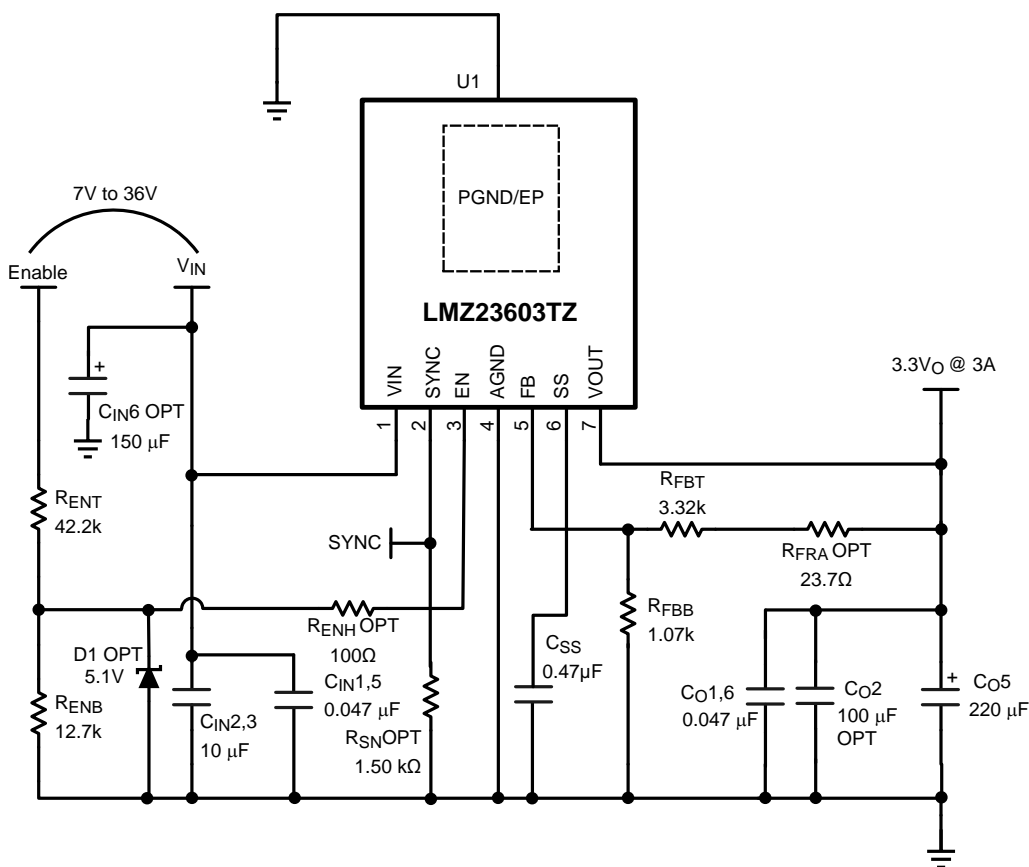 U1
PGND/EP
LMZ23603TZ
7V to 36V
Enable
VIN
VIN
SYNC
EN
AGND
FB
SS
VOUT
1
2
3
4
5
6
7
3.3VO @ 3A
+
CIN6 OPT
150 μF
RENT
42.2k
SYNC
RFBT
3.32k
RFRA OPT
23.7Ω
RENH OPT
100Ω
RFBB
1.07k
D1 OPT
5.1V
RENB
12.7k
CIN2,3
10 μF
CIN1,5
0.047 μF
RSNOPT
1.50 kΩ
CSS
0.47μF
CO1,6
0.047 μF
CO2
100 μF
OPT
+
CO5
220 μF